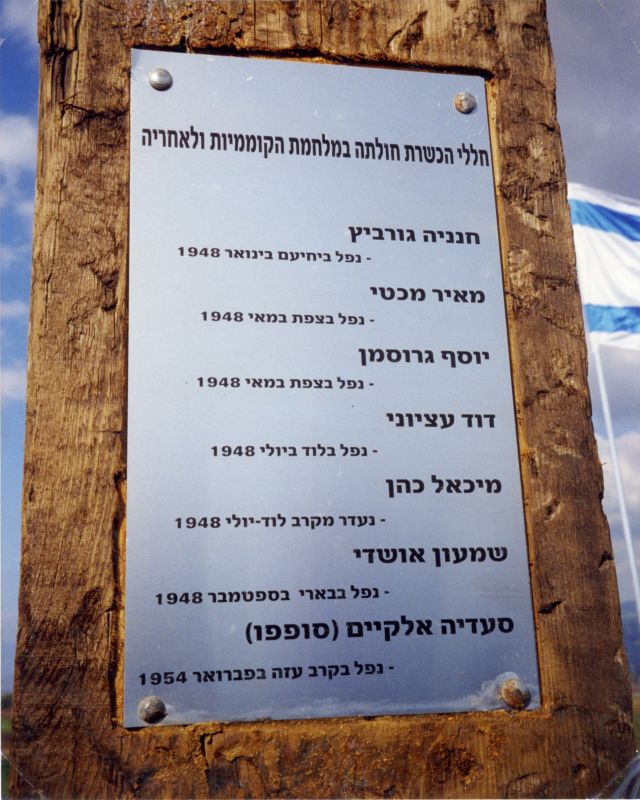 חללי הכשרת חולתה במלחמת הקוממיות ולאחריה
חנניה גורביץ
- נפל ביחיעם בינואר 1948
מאיר מכטי
- נפל בצפת במאי 1948
יוסף גרוסמן
- נפל בצפת במאי 1948
דוד עציוני
- נפל בלוד ביולי 1948
מיכאל כהן
- נעדר מקרב לוד-יולי 1948
שמעון אושדי
- נפל בבארי בספטמבר 1948
סעדיה אלקיים (סופפו)
- נפל בקרב עזה בפברואר 1954